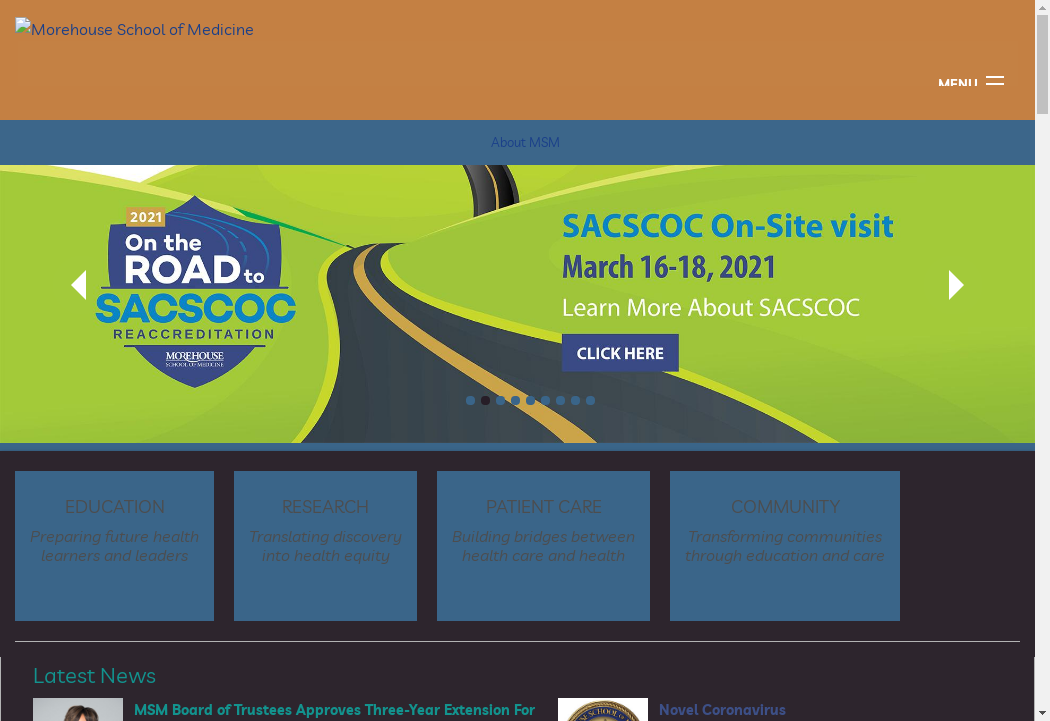 Morehouse School of Medicine
MENU
About MSM
2021
On the
ROAD to
SACSCOC
REACCREDITATION
MOREHOUSE
SCHOOL OF MEDICINE
SACSCOC On-Site visit
March 16-18, 2021
Learn More About SACSCOC
CLICK HERE
EDUCATION
Preparing future health
learners and leaders
RESEARCH
Translating discovery
into health equity
PATIENT CARE
Building bridges between
health care and health
COMMUNITY
Transforming communities
through education and care
Latest News
MSM Board of Trustees Approves Three-Year Extension For
Novel Coronavirus